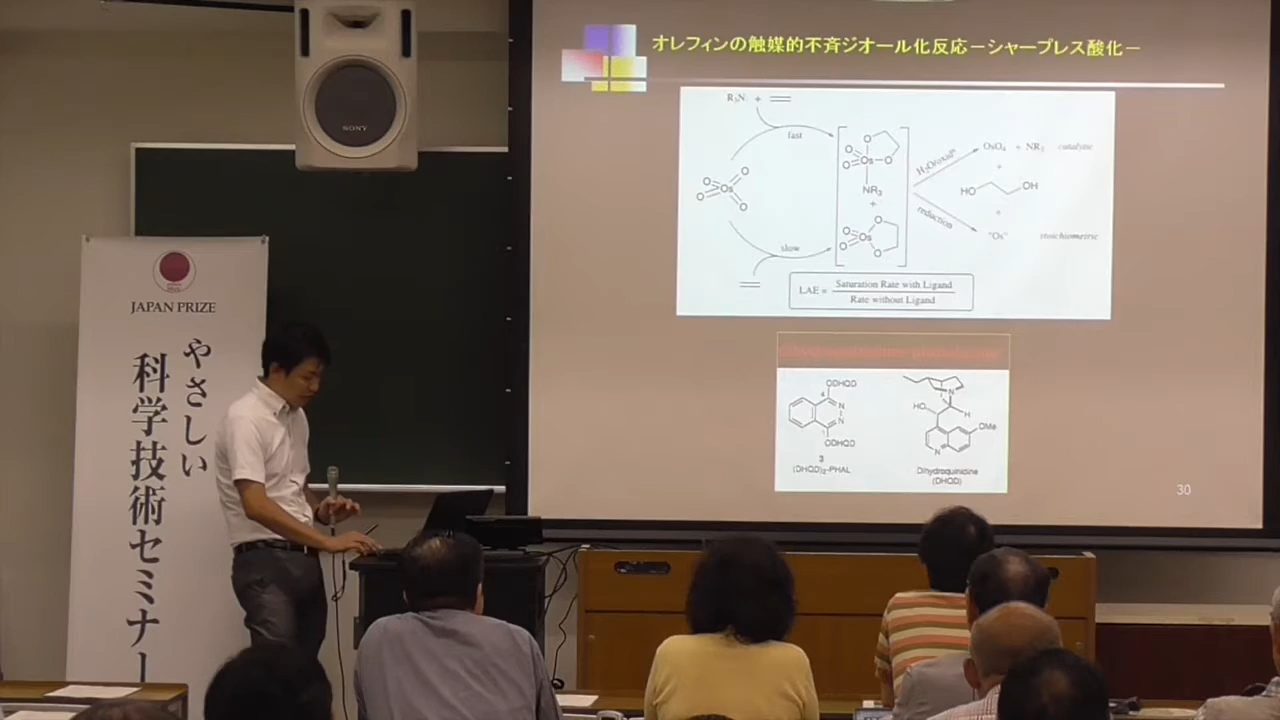 SONY
JAPAN PRIZE
やさしい
科学技術セミナー
オレフィンの触媒的不斉ジオール化反応－シャープレス酸化－
R₃N + 
fast
OsO₄ + NR₃ catalytic
H₂O/oxidⁿ
NR₃
HO OH
reduction
"Os" stoichiometric
slow
LAE = Saturation Rate with Ligand
Rate without Ligand
ODHQD
4
N
N
1
ODHQD
3
(DHQD)₂-PHAL
N
H
HO
OMe
N
Dihydroquinidine
(DHQD)
30